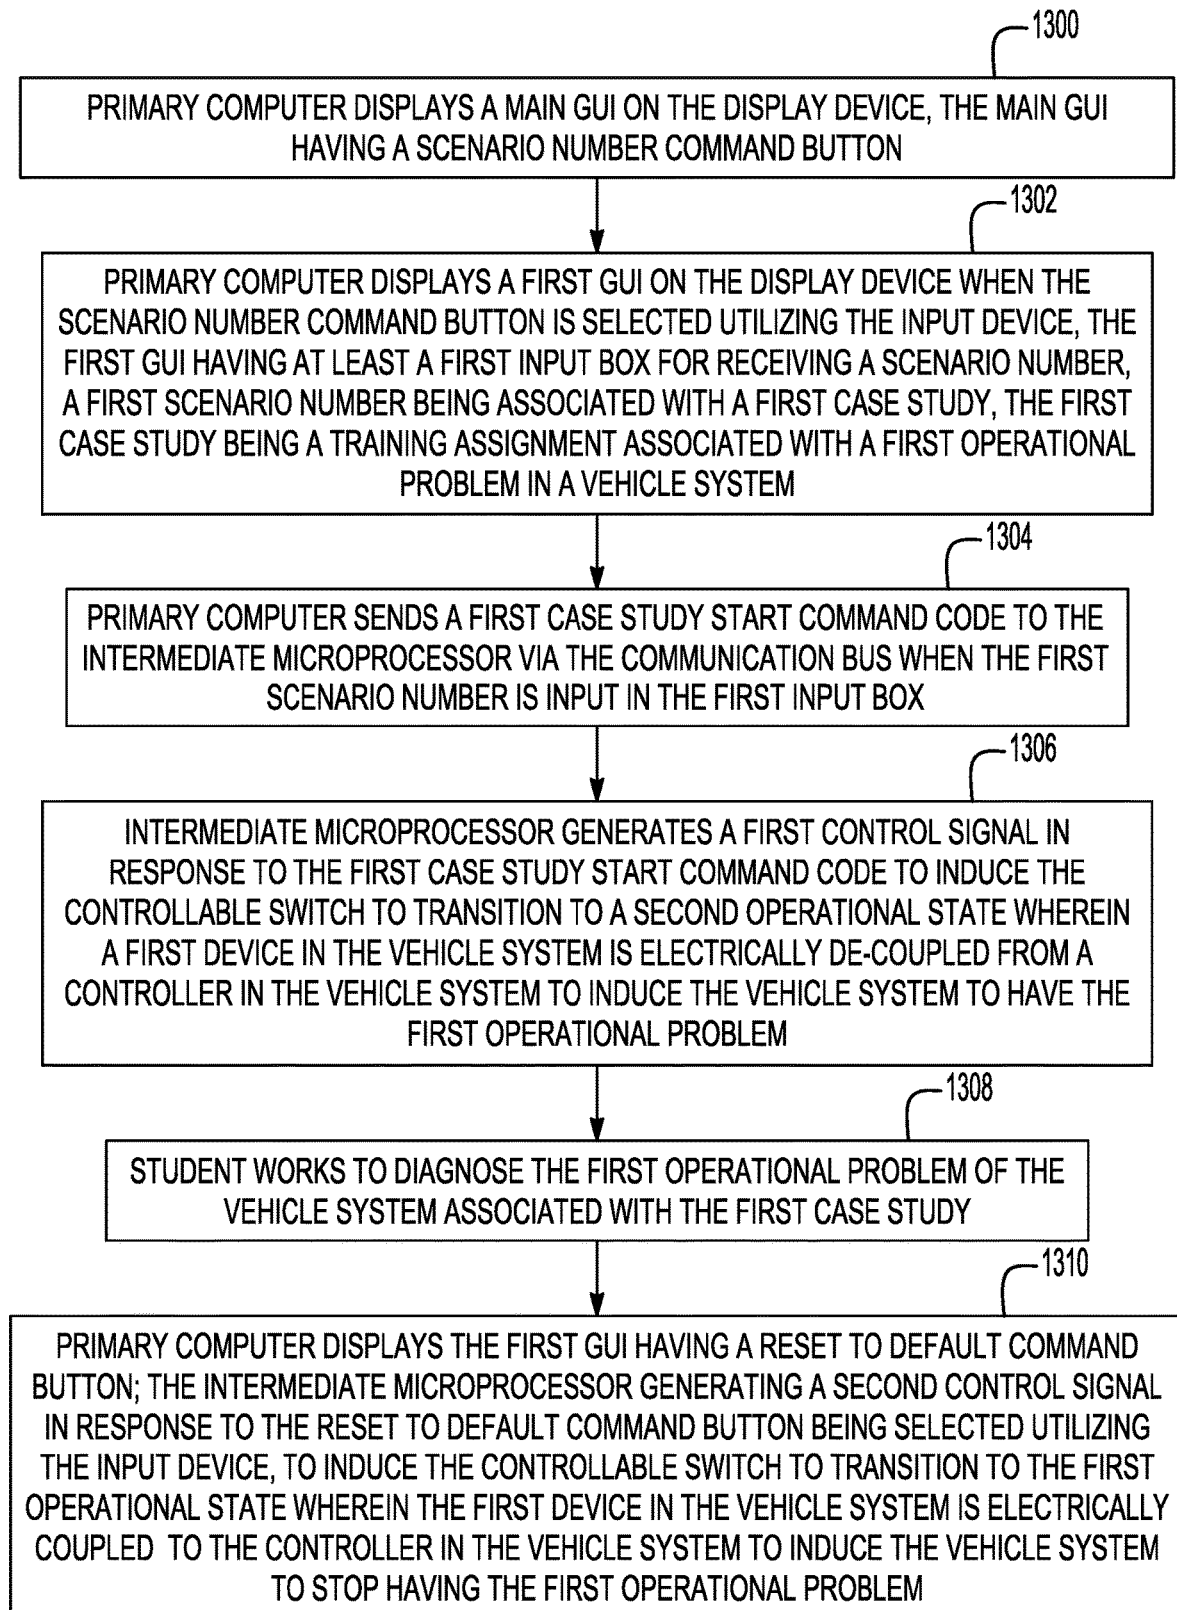 1300
PRIMARY COMPUTER DISPLAYS A MAIN GUI ON THE DISPLAY DEVICE, THE MAIN GUI
HAVING A SCENARIO NUMBER COMMAND BUTTON
1302
PRIMARY COMPUTER DISPLAYS A FIRST GUI ON THE DISPLAY DEVICE WHEN THE
SCENARIO NUMBER COMMAND BUTTON IS SELECTED UTILIZING THE INPUT DEVICE, THE
FIRST GUI HAVING AT LEAST A FIRST INPUT BOX FOR RECEIVING A SCENARIO NUMBER,
A FIRST SCENARIO NUMBER BEING ASSOCIATED WITH A FIRST CASE STUDY, THE FIRST
CASE STUDY BEING A TRAINING ASSIGNMENT ASSOCIATED WITH A FIRST OPERATIONAL
PROBLEM IN A VEHICLE SYSTEM
1304
PRIMARY COMPUTER SENDS A FIRST CASE STUDY START COMMAND CODE TO THE
INTERMEDIATE MICROPROCESSOR VIA THE COMMUNICATION BUS WHEN THE FIRST
SCENARIO NUMBER IS INPUT IN THE FIRST INPUT BOX
1306
INTERMEDIATE MICROPROCESSOR GENERATES A FIRST CONTROL SIGNAL IN
RESPONSE TO THE FIRST CASE STUDY START COMMAND CODE TO INDUCE THE
CONTROLLABLE SWITCH TO TRANSITION TO A SECOND OPERATIONAL STATE WHEREIN
A FIRST DEVICE IN THE VEHICLE SYSTEM IS ELECTRICALLY DE-COUPLED FROM A
CONTROLLER IN THE VEHICLE SYSTEM TO INDUCE THE VEHICLE SYSTEM TO HAVE THE
FIRST OPERATIONAL PROBLEM
1308
STUDENT WORKS TO DIAGNOSE THE FIRST OPERATIONAL PROBLEM OF THE
VEHICLE SYSTEM ASSOCIATED WITH THE FIRST CASE STUDY
1310
PRIMARY COMPUTER DISPLAYS THE FIRST GUI HAVING A RESET TO DEFAULT COMMAND
BUTTON; THE INTERMEDIATE MICROPROCESSOR GENERATING A SECOND CONTROL SIGNAL
IN RESPONSE TO THE RESET TO DEFAULT COMMAND BUTTON BEING SELECTED UTILIZING
THE INPUT DEVICE, TO INDUCE THE CONTROLLABLE SWITCH TO TRANSITION TO THE FIRST
OPERATIONAL STATE WHEREIN THE FIRST DEVICE IN THE VEHICLE SYSTEM IS ELECTRICALLY
COUPLED TO THE CONTROLLER IN THE VEHICLE SYSTEM TO INDUCE THE VEHICLE SYSTEM
TO STOP HAVING THE FIRST OPERATIONAL PROBLEM